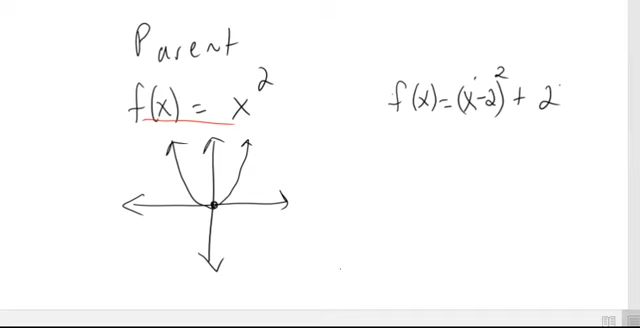 Parent
f(x) = x²
f(x) = (x-2)² + 2